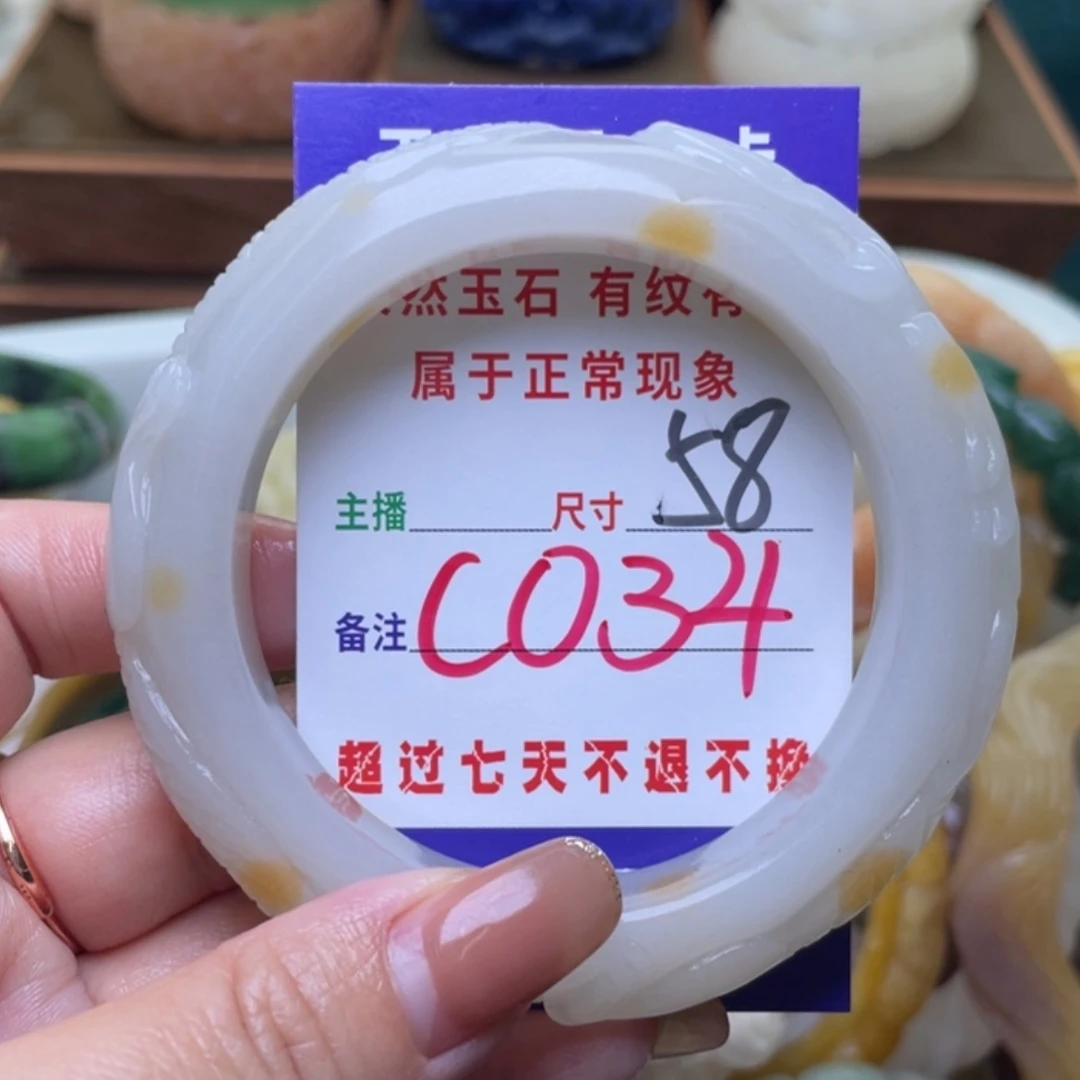 然玉石 有纹有
属于正常现象
主播 尺寸 58
备注 C034
超过七天不退不换